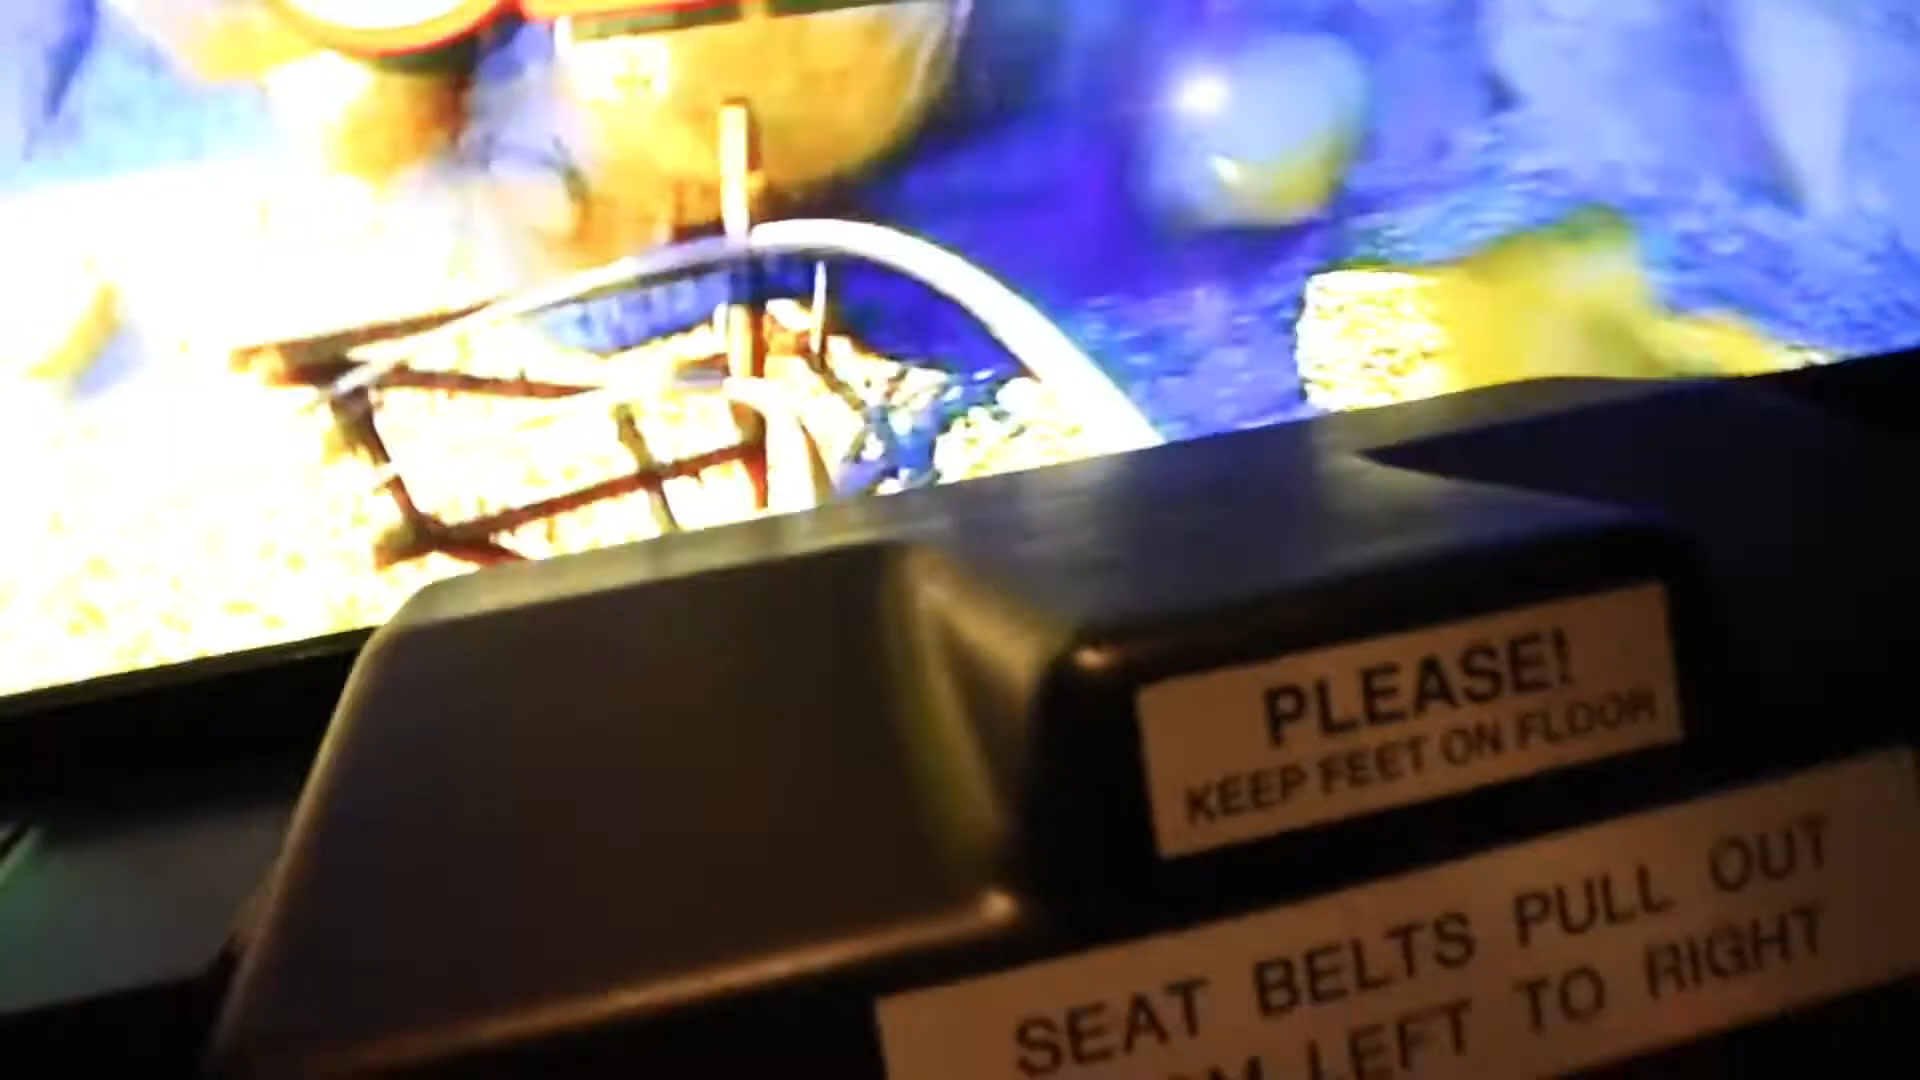 PLEASE!
KEEP FEET ON FLOOR
SEAT BELTS PULL OUT
LEFT TO RIGHT